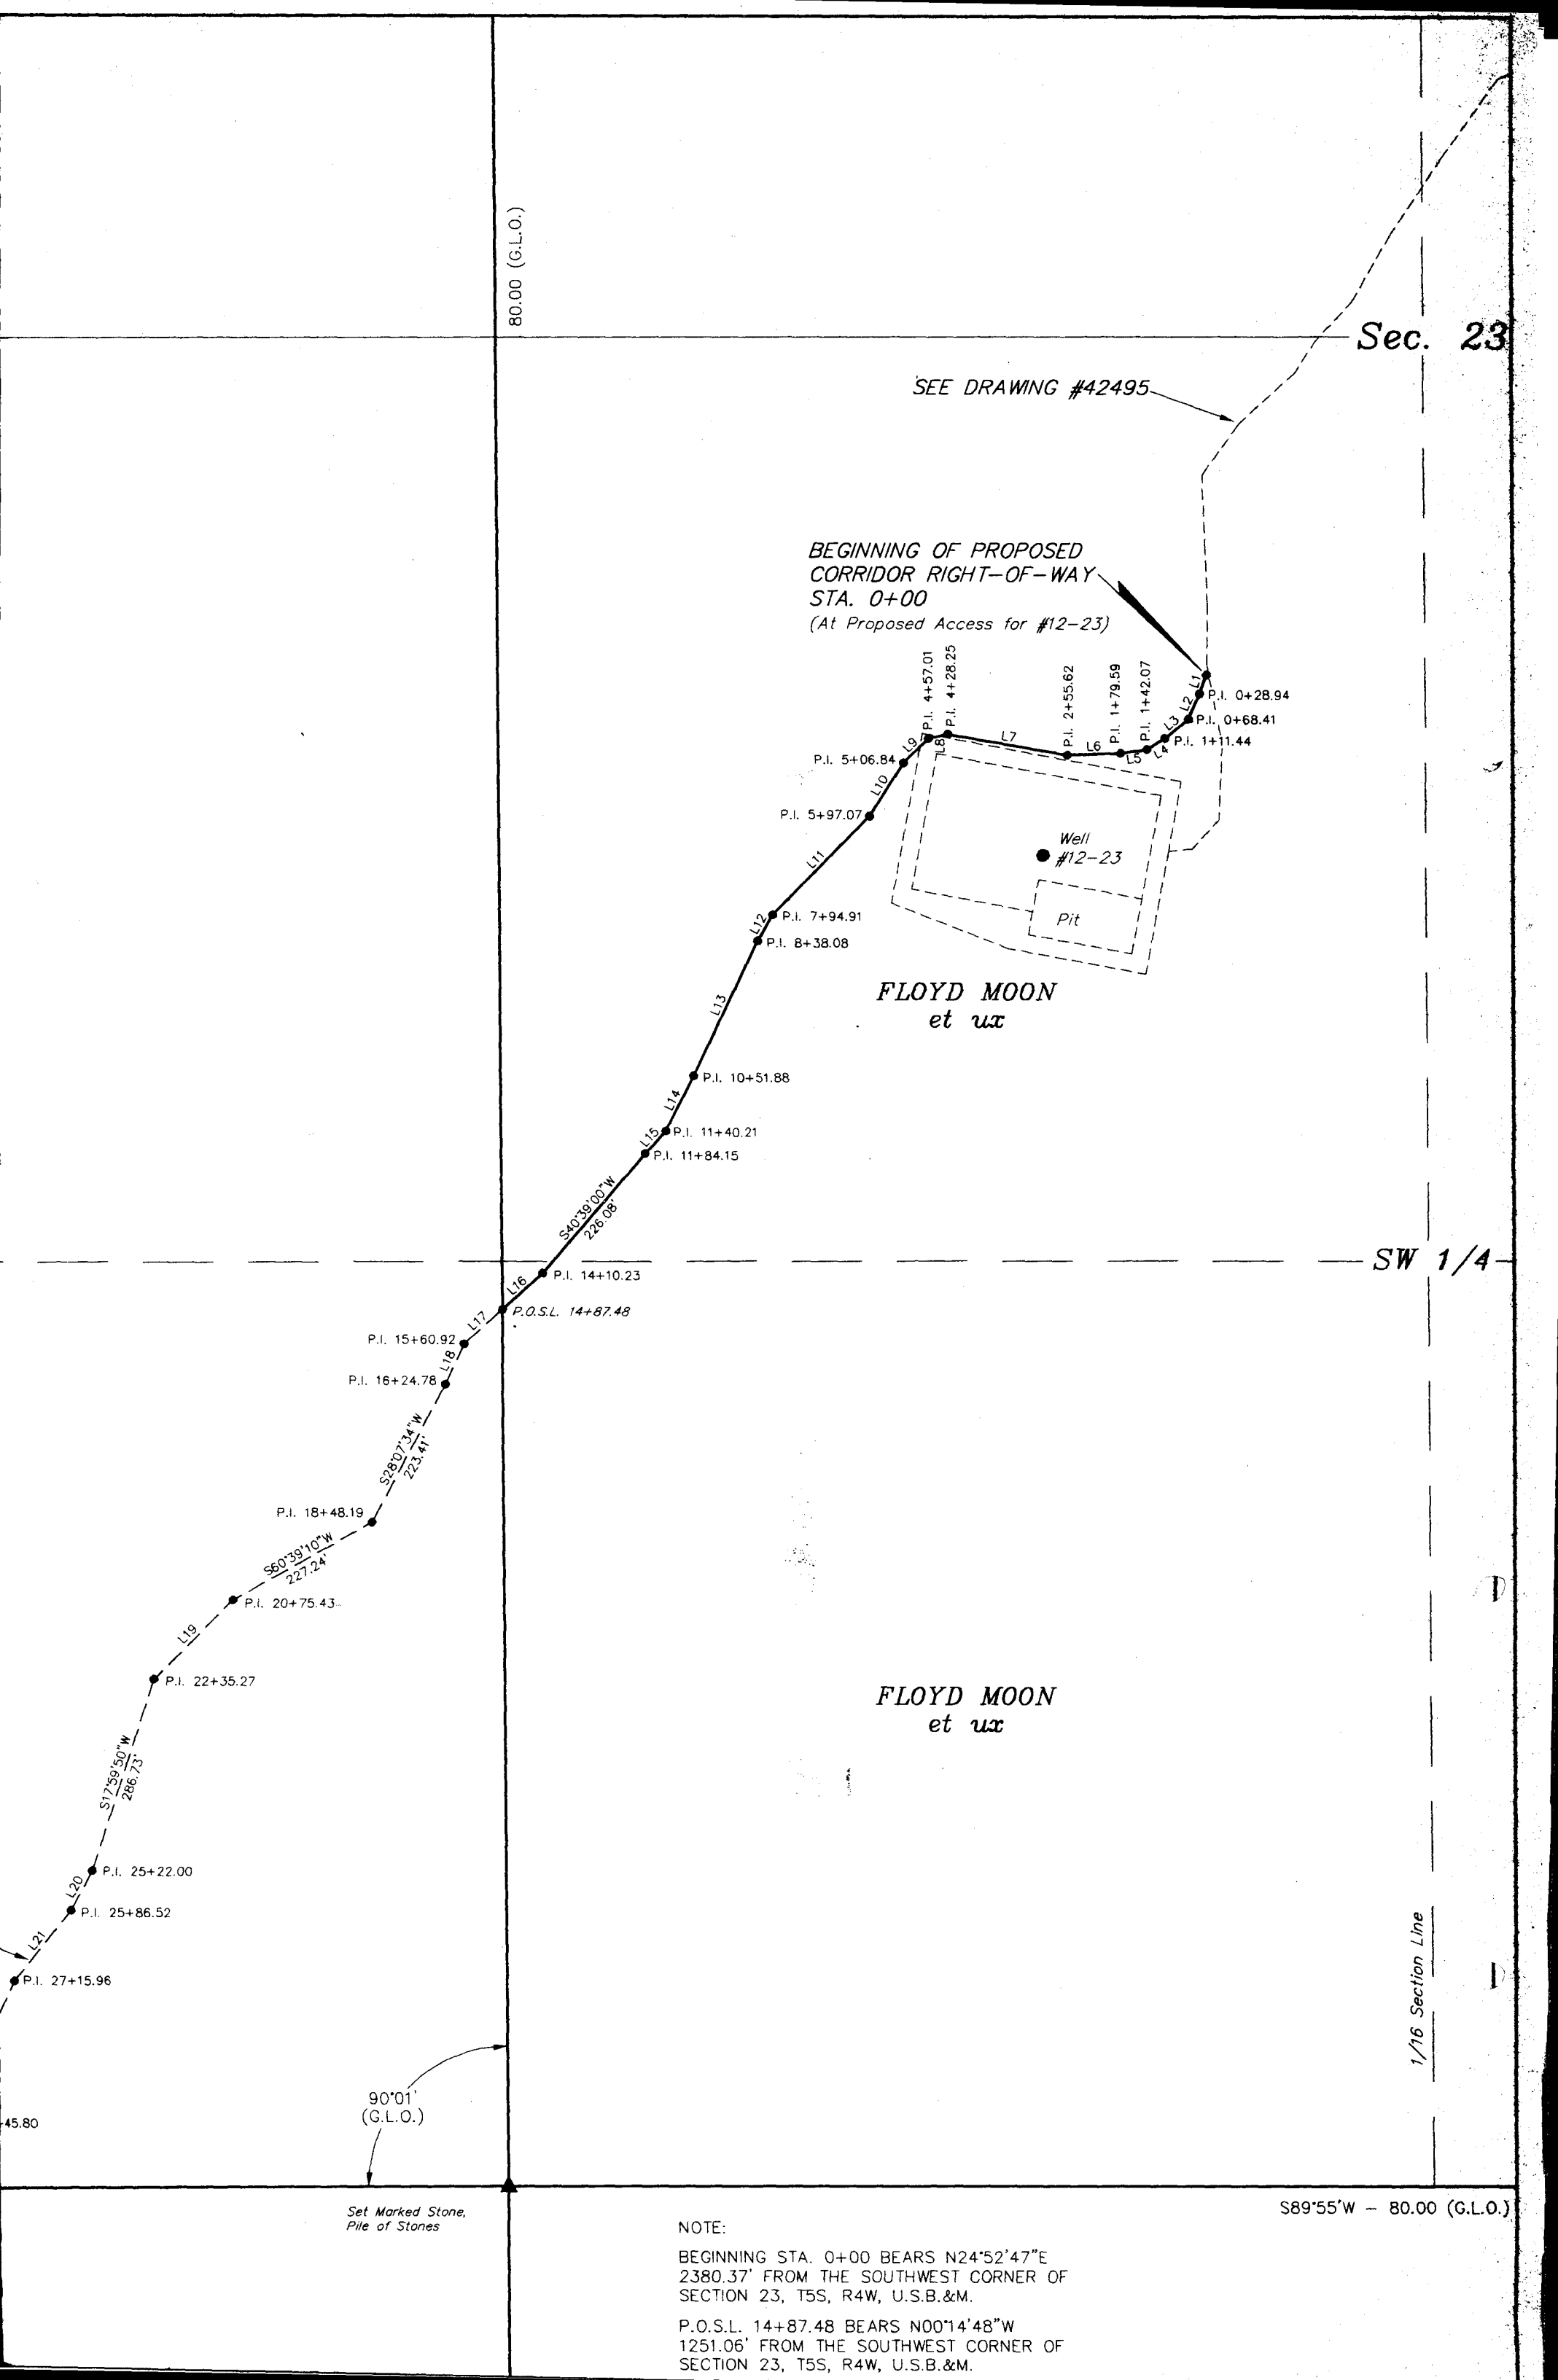 80.00 (G.L.O.)
Sec. 23
SEE DRAWING #42495
BEGINNING OF PROPOSED
CORRIDOR RIGHT-OF-WAY
STA. 0+00
(At Proposed Access for #12-23)
P.I. 4+57.01
P.I. 4+28.25
P.I. 2+55.62
P.I. 1+79.59
P.I. 1+42.07
L1
P.I. 0+28.94
L2
P.I. 0+68.41
L3
P.I. 1+11.44
L4
L5
L6
L7
L8
L9
P.I. 5+06.84
L10
P.I. 5+97.07
L11
Well
#12-23
Pit
L12
P.I. 7+94.91
P.I. 8+38.08
FLOYD MOON
et ux
L13
P.I. 10+51.88
L14
P.I. 11+40.21
L15
P.I. 11+84.15
S40°39'00"W
226.08'
SW 1/4
P.I. 14+10.23
L16
P.O.S.L. 14+87.48
L17
P.I. 15+60.92
L18
P.I. 16+24.78
S28°07'34"W
223.41'
P.I. 18+48.19
S60°39'10"W
227.24'
P.I. 20+75.43
L19
P.I. 22+35.27
FLOYD MOON
et ux
S17°59'50"W
286.73'
P.I. 25+22.00
L20
P.I. 25+86.52
L21
P.I. 27+15.96
1/16 Section Line
90°01'
(G.L.O.)
45.80
Set Marked Stone,
Pile of Stones
S89°55'W - 80.00 (G.L.O.)
NOTE:
BEGINNING STA. 0+00 BEARS N24°52'47"E
2380.37' FROM THE SOUTHWEST CORNER OF
SECTION 23, T5S, R4W, U.S.B.&M.
P.O.S.L. 14+87.48 BEARS N00°14'48"W
1251.06' FROM THE SOUTHWEST CORNER OF
SECTION 23, T5S, R4W, U.S.B.&M.